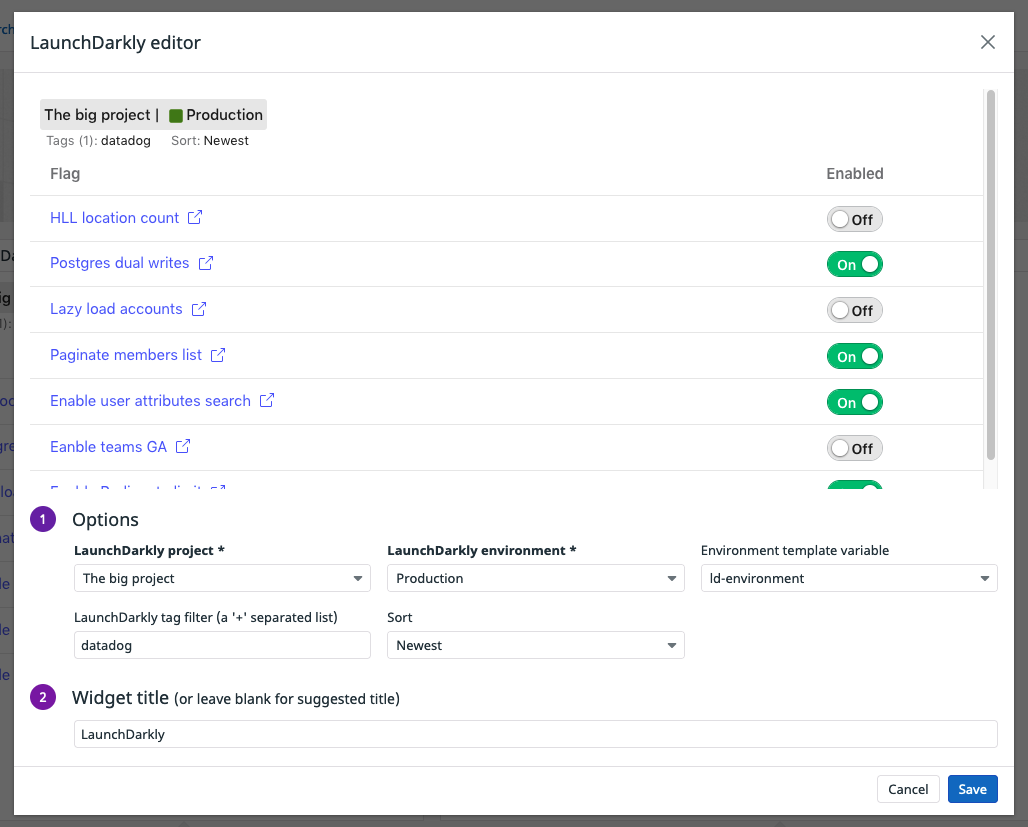 LaunchDarkly editor
The big project | Production
Tags (1): datadog Sort: Newest
Flag Enabled
HLL location count Off
Postgres dual writes On
Lazy load accounts Off
Paginate members list On
Enable user attributes search On
Eanble teams GA Off
1 Options
LaunchDarkly project * LaunchDarkly environment * Environment template variable
The big project Production ld-environment
LaunchDarkly tag filter (a '+' separated list) Sort
datadog Newest
2 Widget title (or leave blank for suggested title)
LaunchDarkly
Cancel Save